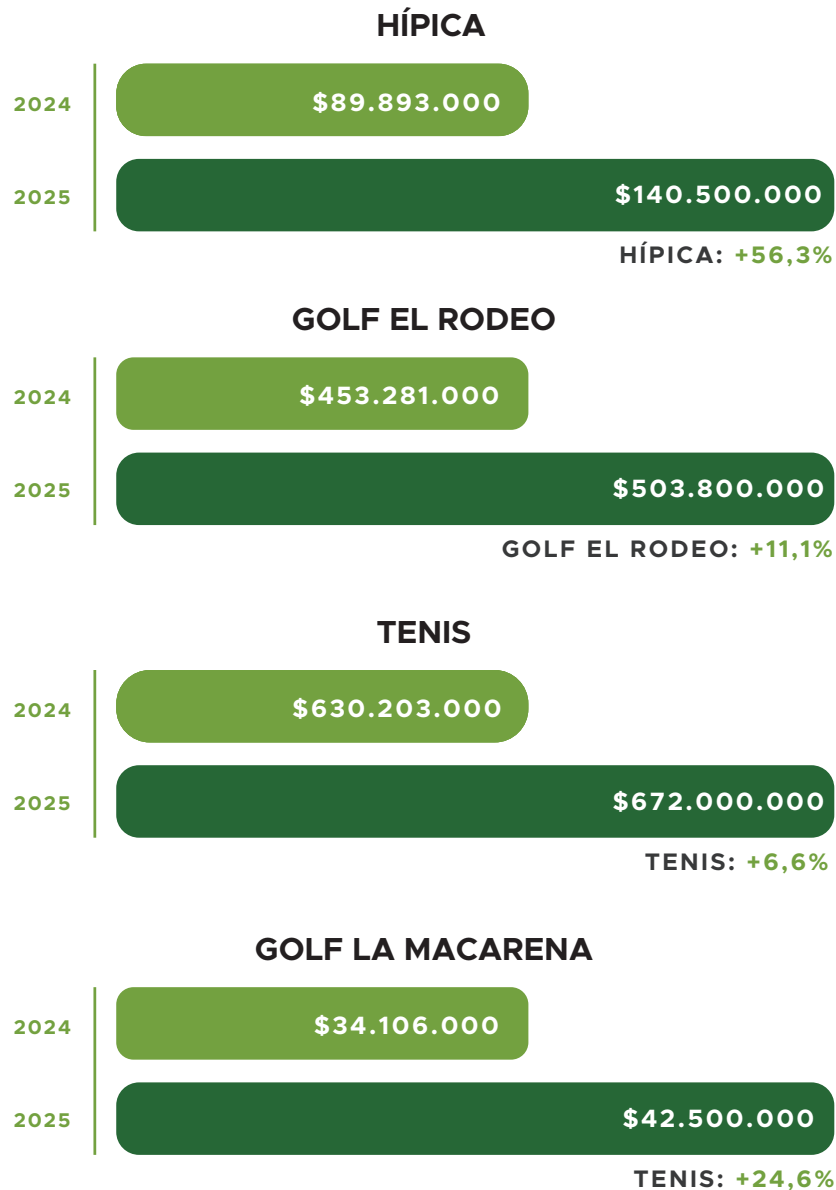 HÍPICA
2024
$89.893.000
2025
$140.500.000
HÍPICA: +56,3%
GOLF EL RODEO
2024
$453.281.000
2025
$503.800.000
GOLF EL RODEO: +11,1%
TENIS
2024
$630.203.000
2025
$672.000.000
TENIS: +6,6%
GOLF LA MACARENA
2024
$34.106.000
2025
$42.500.000
TENIS: +24,6%